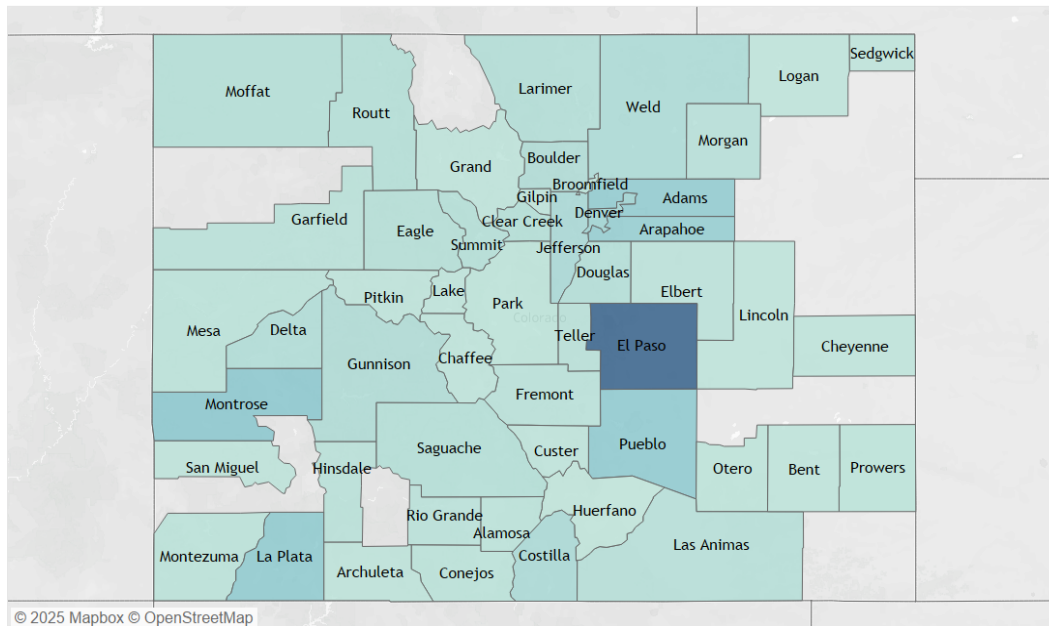 Sedgwick
Logan
Larimer
Moffat
Weld
Routt
Morgan
Boulder
Grand
Broomfield
Gilpin
Adams
Denver
Garfield
Clear Creek
Arapahoe
Eagle
Summit
Jefferson
Douglas
Lake
Elbert
Pitkin
Park
Lincoln
Colorado
Mesa
Delta
Teller
El Paso
Cheyenne
Chaffee
Gunnison
Fremont
Montrose
Pueblo
Saguache
Custer
San Miguel
Hinsdale
Otero
Bent
Prowers
Huerfano
Rio Grande
Alamosa
Las Animas
Montezuma
La Plata
Costilla
Archuleta
Conejos
© 2025 Mapbox © OpenStreetMap